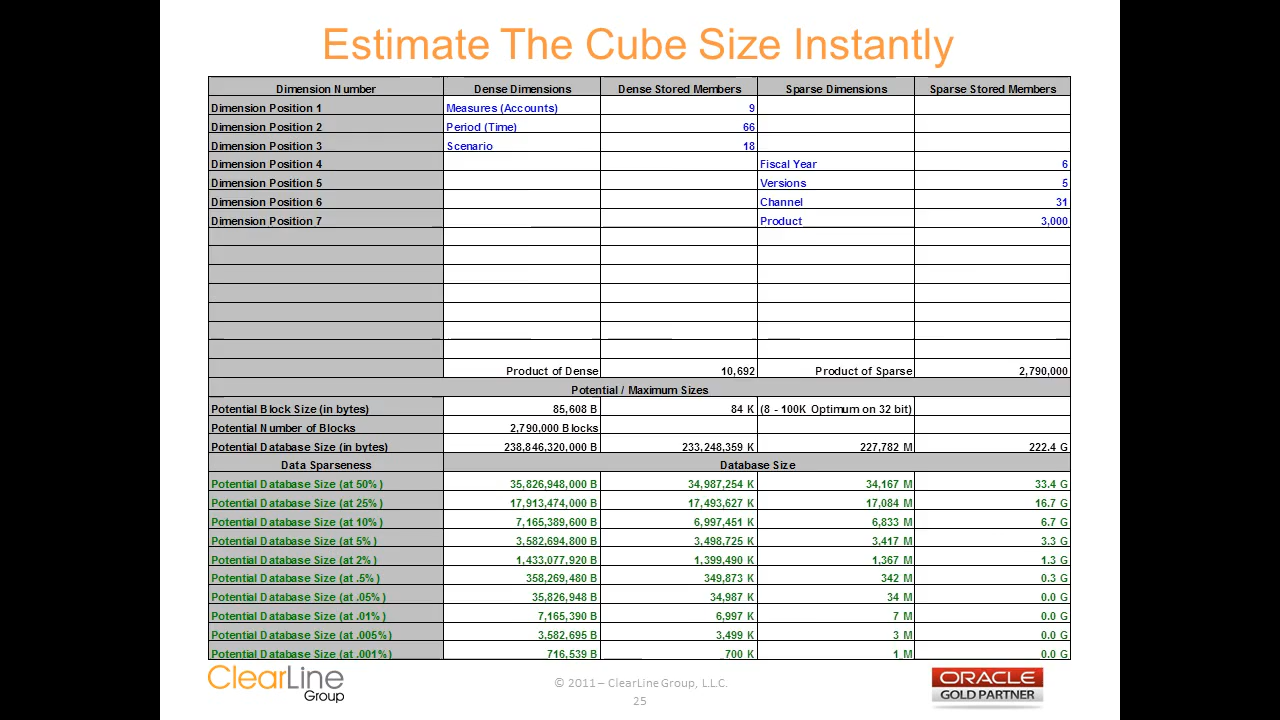 Estimate The Cube Size Instantly
Dimension Number Dense Dimensions Dense Stored Members Sparse Dimensions Sparse Stored Members
Dimension Position 1 Measures (Accounts) 9
Dimension Position 2 Period (Time) 66
Dimension Position 3 Scenario 18
Dimension Position 4 Fiscal Year 6
Dimension Position 5 Versions 5
Dimension Position 6 Channel 31
Dimension Position 7 Product 3,000
Product of Dense 10,692 Product of Sparse 2,790,000
Potential / Maximum Sizes
Potential Block Size (in bytes) 85,608 B 84 K (8 - 100K Optimum on 32 bit)
Potential Number of Blocks 2,790,000 Blocks
Potential Database Size (in bytes) 238,846,320,000 B 233,248,359 K 227,782 M 222.4 G
Data Sparseness Database Size
Potential Database Size (at 50%) 35,826,948,000 B 34,987,254 K 34,167 M 33.4 G
Potential Database Size (at 25%) 17,913,474,000 B 17,493,627 K 17,084 M 16.7 G
Potential Database Size (at 10%) 7,165,389,600 B 6,997,451 K 6,833 M 6.7 G
Potential Database Size (at 5%) 3,582,694,800 B 3,498,725 K 3,417 M 3.3 G
Potential Database Size (at 2%) 1,433,077,920 B 1,399,490 K 1,367 M 1.3 G
Potential Database Size (at .5%) 358,269,480 B 349,873 K 342 M 0.3 G
Potential Database Size (at .05%) 35,826,948 B 34,987 K 34 M 0.0 G
Potential Database Size (at .01%) 7,165,390 B 6,997 K 7 M 0.0 G
Potential Database Size (at .005%) 3,582,695 B 3,499 K 3 M 0.0 G
Potential Database Size (at .001%) 716,539 B 700 K 1 M 0.0 G
ClearLine
Group
© 2011 – ClearLine Group, L.L.C.
25
ORACLE
GOLD PARTNER